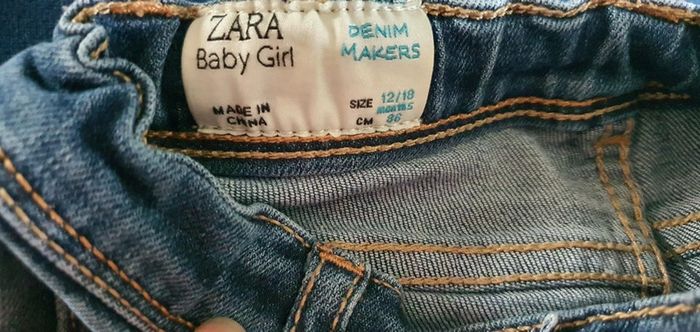 ZARA
Baby Girl
DENIM
MAKERS
MADE IN
CHINA
SIZE 12/18
months
CM 86